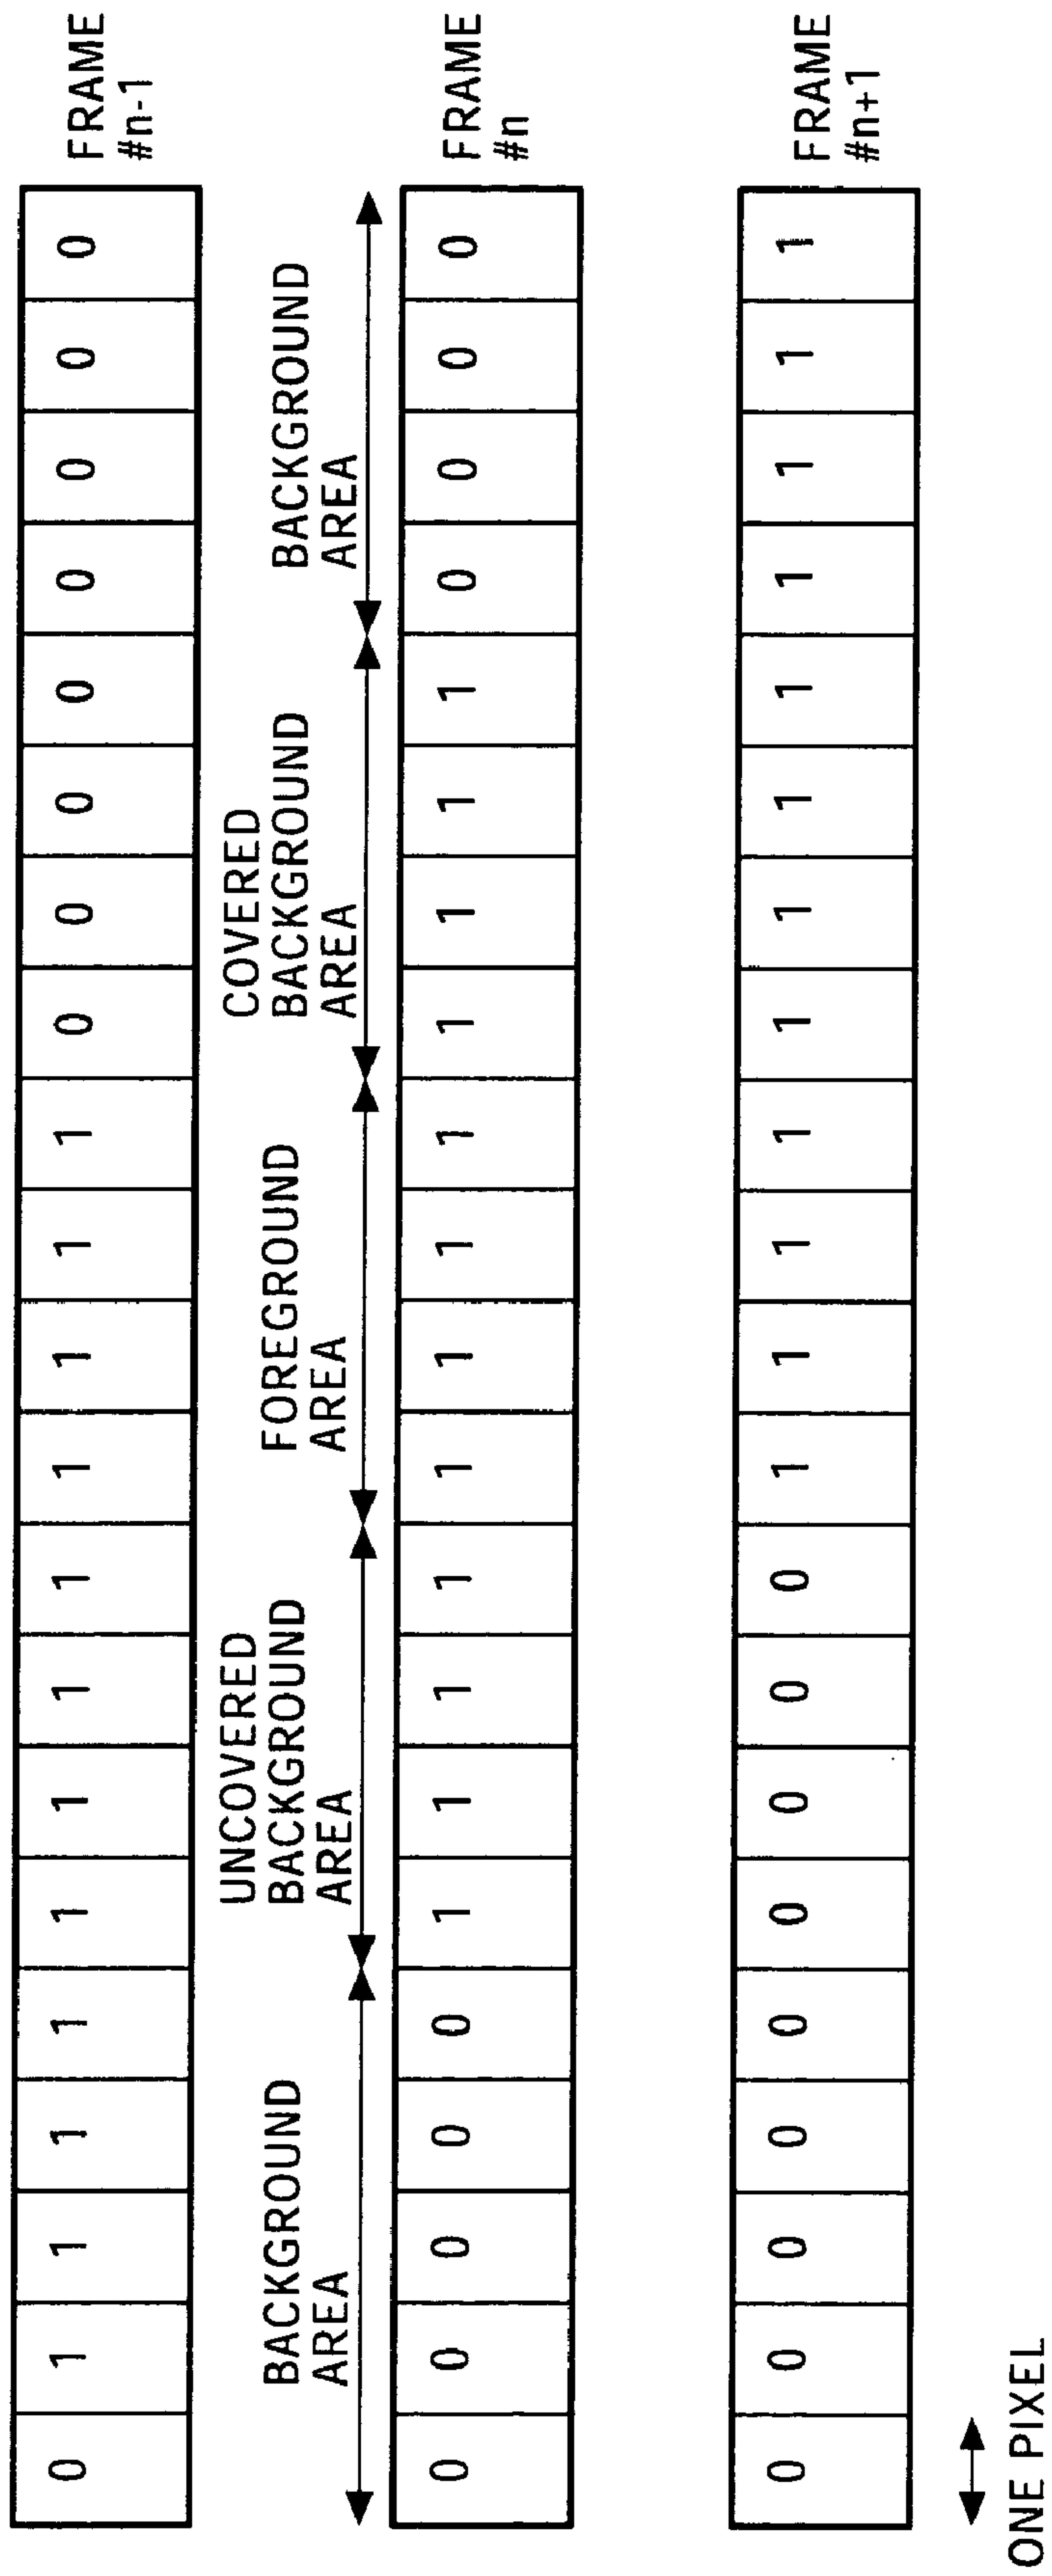 0 1 1 1 1 1 1 1 1 1 1 1 1 0 0 0 0 0 0 0 0
FRAME
#n-1
BACKGROUND
AREA
UNCOVERED
BACKGROUND
AREA
FOREGROUND
AREA
COVERED
BACKGROUND
AREA
BACKGROUND
AREA
0 0 0 0 0 1 1 1 1 1 1 1 1 1 1 1 1 0 0 0 0
FRAME
#n
0 0 0 0 0 0 0 0 0 1 1 1 1 1 1 1 1 1 1 1 1
FRAME
#n+1
ONE PIXEL